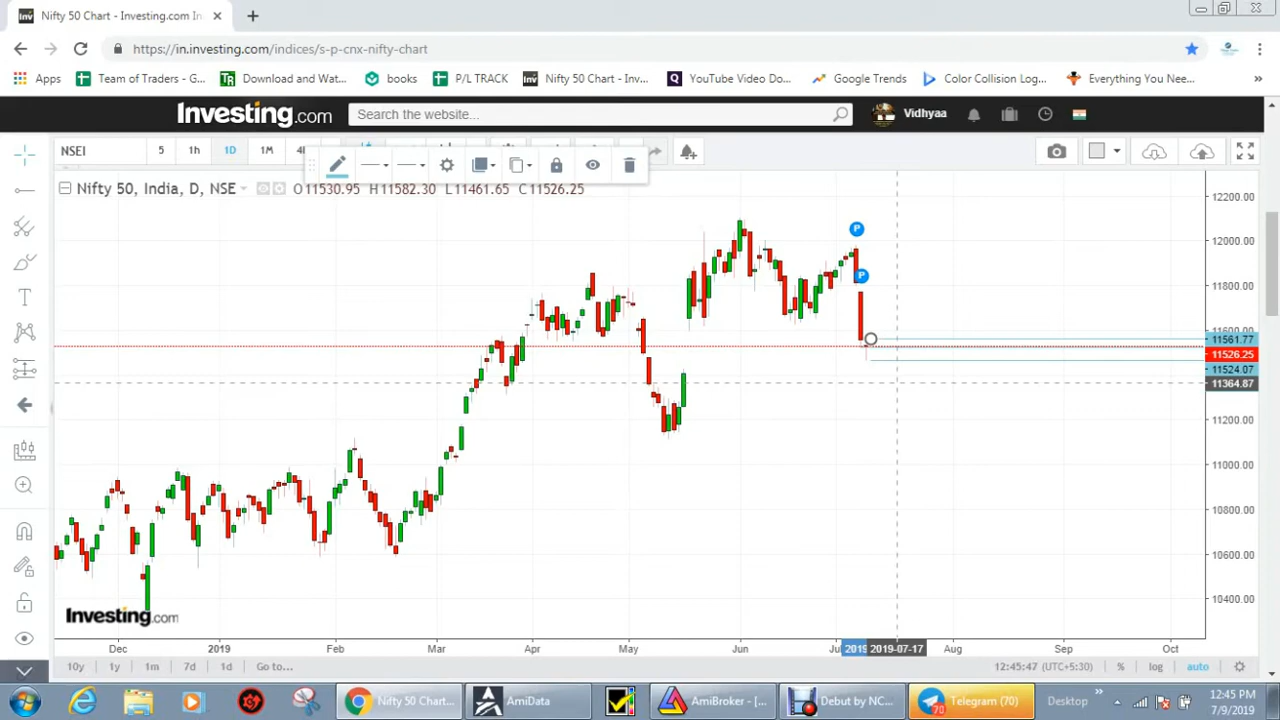 Nifty 50 Chart - Investing.com In
https://in.investing.com/indices/s-p-cnx-nifty-chart
Apps Team of Traders - G... Download and Wat... books P/L TRACK Nifty 50 Chart - Inv... YouTube Video Do... Google Trends Color Collision Log... Everything You Nee... »
Investing.com Search the website... Vidhyaa
NSEI 5 1h 1D 1M
Nifty 50, India, D, NSE O11530.95 H11582.30 L11461.65 C11526.25
12200.00
P
12000.00
P
11800.00
11600.00
11561.77
11526.25
11524.07
11364.87
11000.00
10800.00
10600.00
10400.00
Investing.com
Dec 2019 Feb Mar Apr May Jun Jul 2019 2019-07-17 Aug Sep Oct
10y 1y 1m 7d 1d Go to... 12:45:47 (UTC+5:30) % log auto
Nifty 50 Chart... AmiData AmiBroker - [... Debut by NC... 70 Telegram (70) Desktop » 12:45 PM
7/9/2019